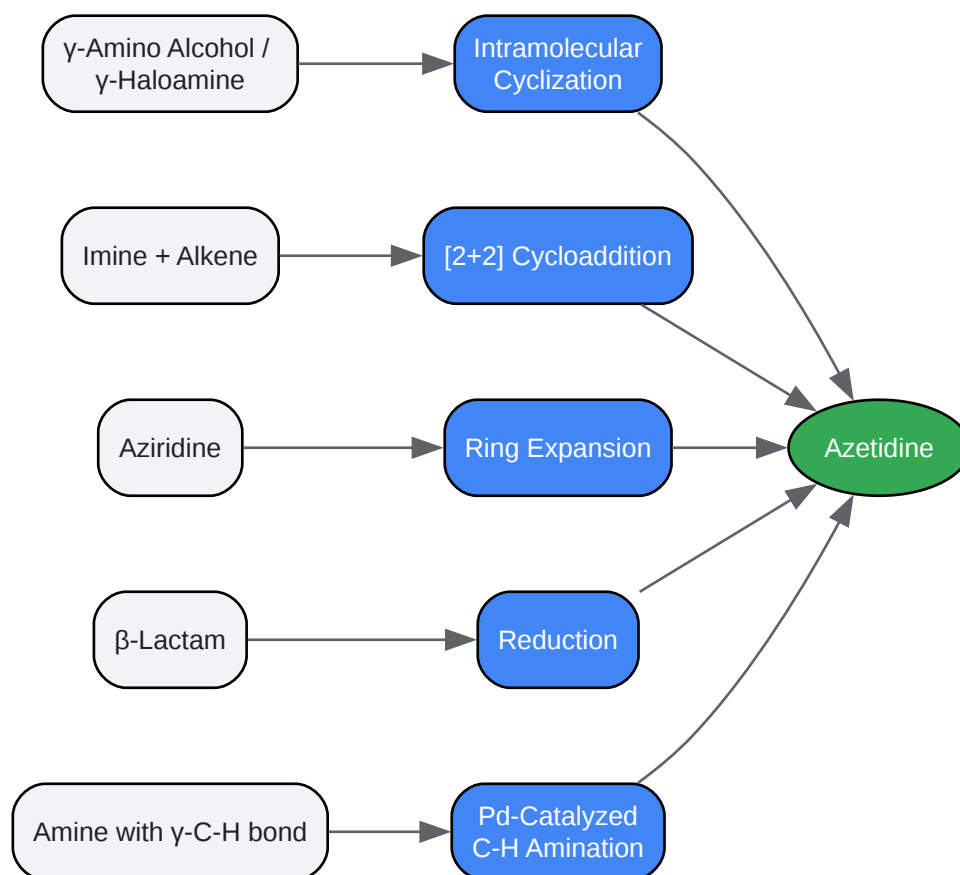 γ-Amino Alcohol /
γ-Haloamine
Intramolecular
Cyclization
Imine + Alkene
[2+2] Cycloaddition
Aziridine
Ring Expansion
Azetidine
β-Lactam
Reduction
Amine with γ-C-H bond
Pd-Catalyzed
C-H Amination